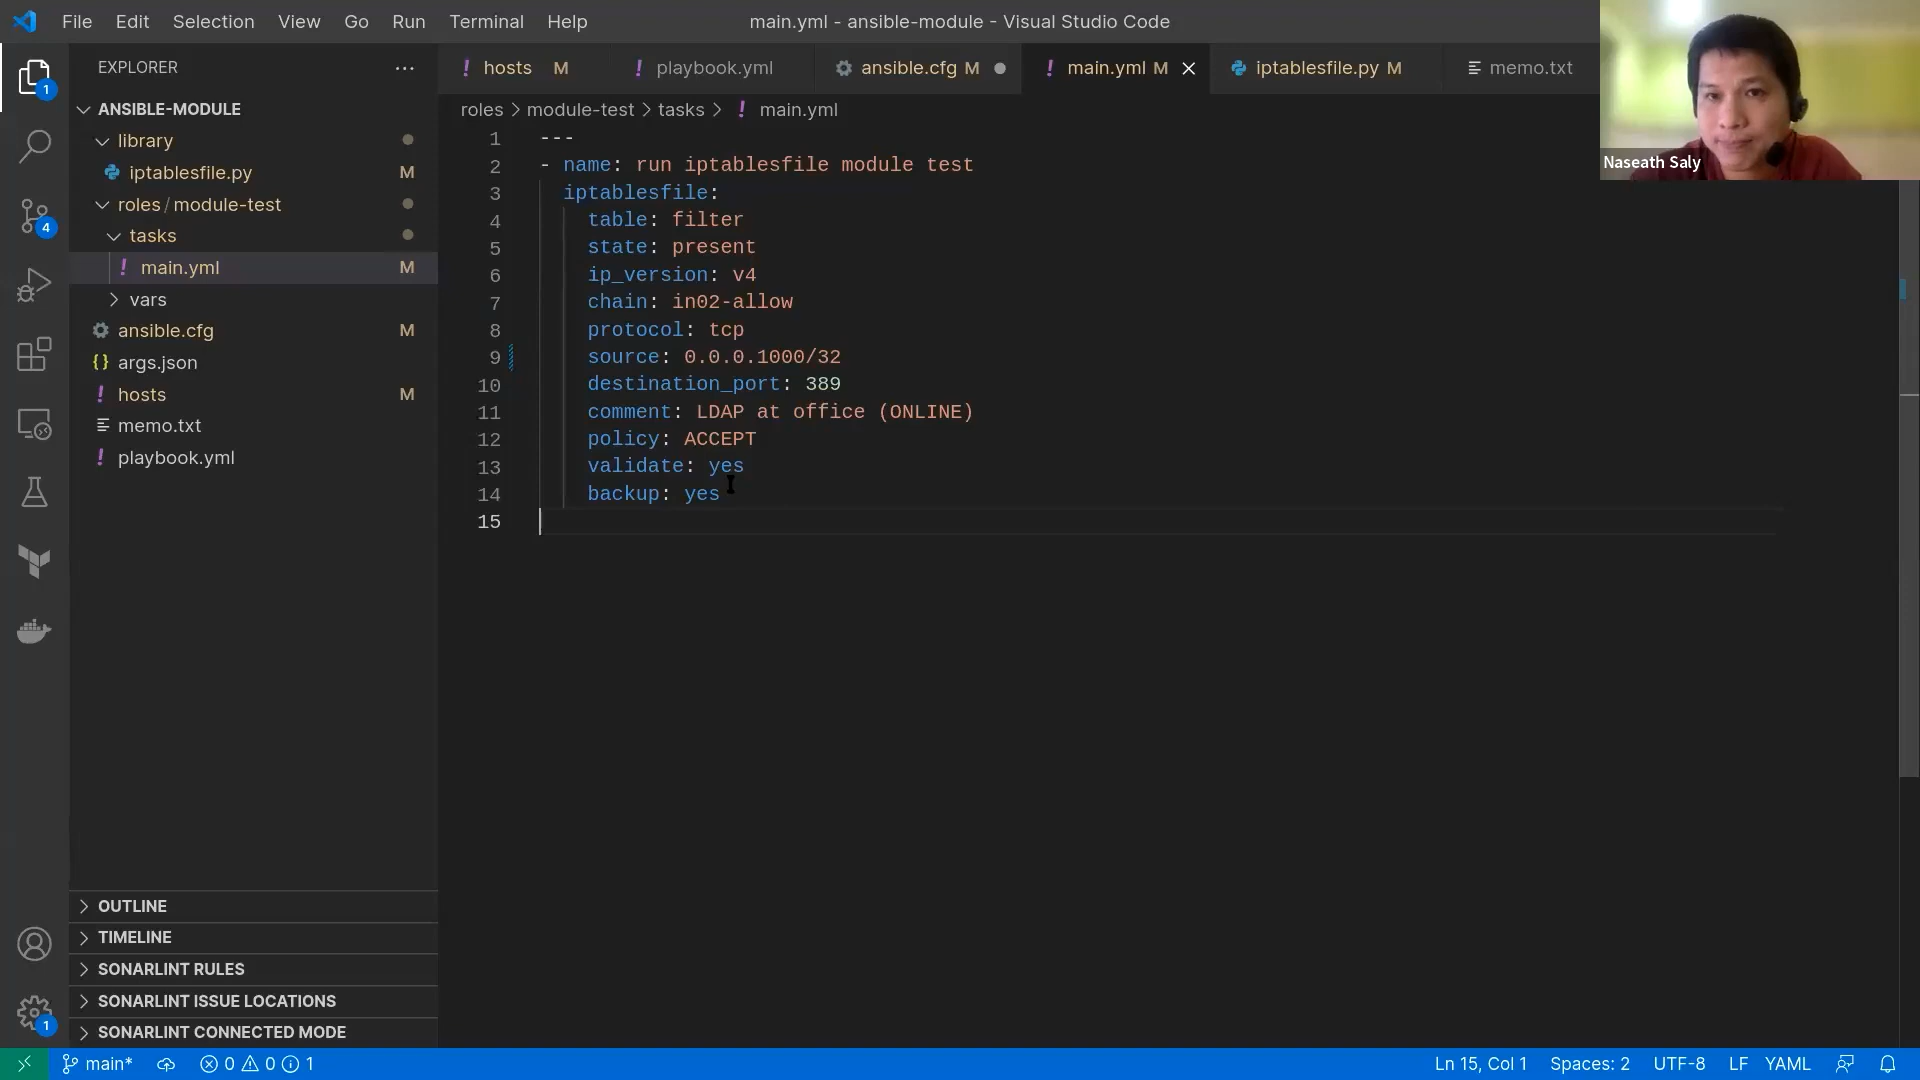 File Edit Selection View Go Run Terminal Help
main.yml - ansible-module - Visual Studio Code
Naseath Saly
EXPLORER
ANSIBLE-MODULE
library
iptablesfile.py M
roles / module-test
tasks
main.yml M
vars
ansible.cfg M
args.json
hosts M
memo.txt
playbook.yml
OUTLINE
TIMELINE
SONARLINT RULES
SONARLINT ISSUE LOCATIONS
SONARLINT CONNECTED MODE
1
4
1
hosts M playbook.yml ansible.cfg M main.yml M iptablesfile.py M memo.txt
roles > module-test > tasks > ! main.yml
1 ---
2 - name: run iptablesfile module test
3 iptablesfile:
4 table: filter
5 state: present
6 ip_version: v4
7 chain: in02-allow
8 protocol: tcp
9 source: 0.0.0.1000/32
10 destination_port: 389
11 comment: LDAP at office (ONLINE)
12 policy: ACCEPT
13 validate: yes
14 backup: yes
15
main* 0 0 1 Ln 15, Col 1 Spaces: 2 UTF-8 LF YAML